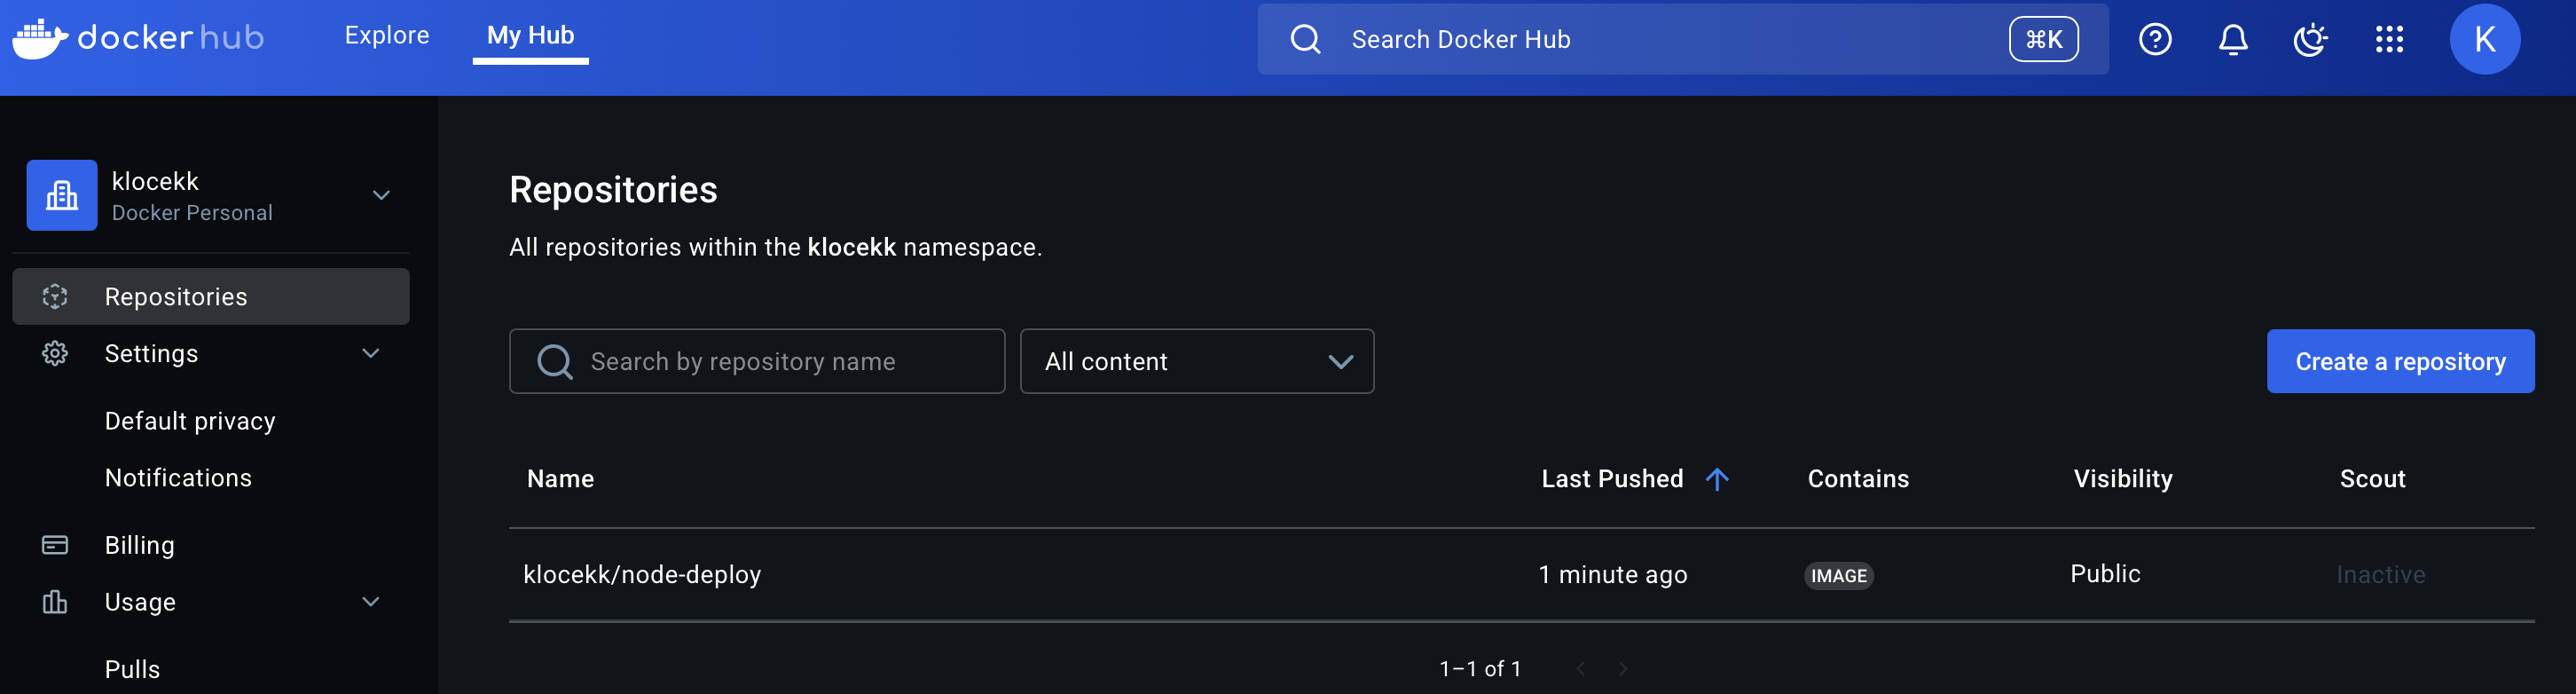 docker hub
Explore
My Hub
Search Docker Hub
⌘K
K
klocekk
Docker Personal
Repositories
Settings
Default privacy
Notifications
Billing
Usage
Pulls
Repositories
All repositories within the klocekk namespace.
Search by repository name
All content
Create a repository
Name Last Pushed Contains Visibility Scout
klocekk/node-deploy 1 minute ago IMAGE Public Inactive
1–1 of 1